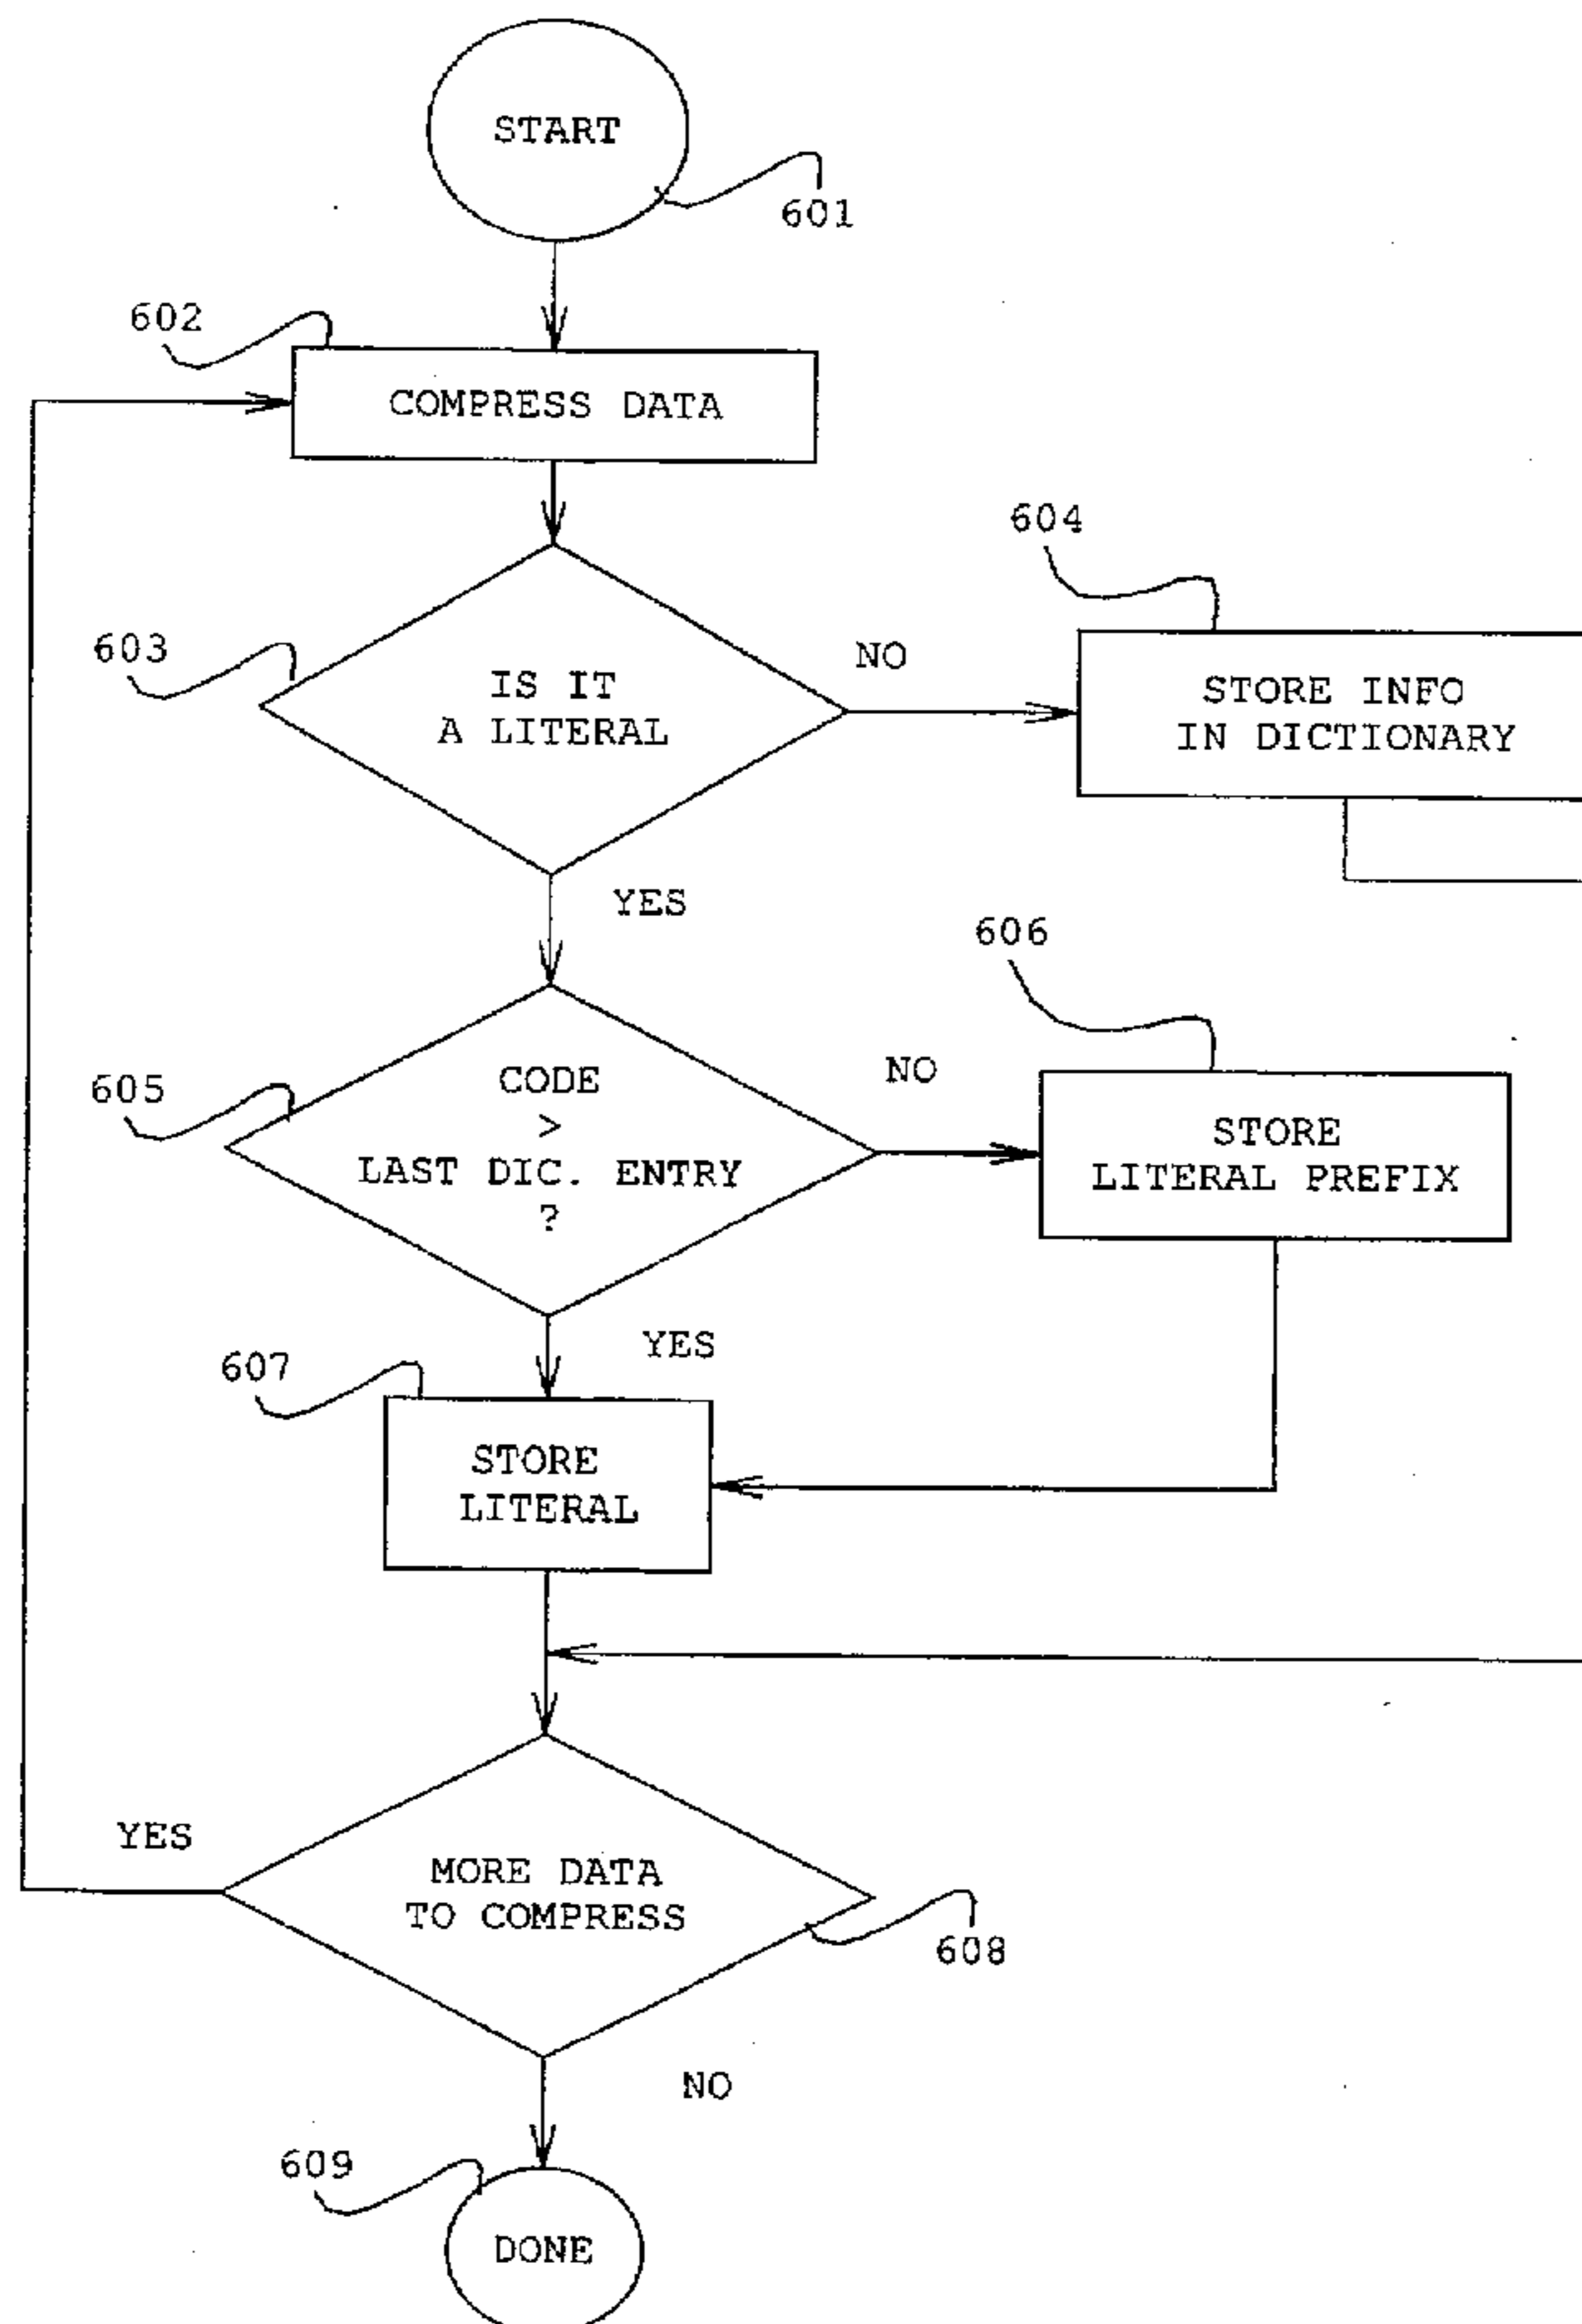 START
601
602
COMPRESS DATA
604
603
NO
IS IT
A LITERAL
STORE INFO
IN DICTIONARY
YES
606
605
CODE
>
LAST DIC. ENTRY
?
NO
STORE
LITERAL PREFIX
YES
607
STORE
LITERAL
YES
MORE DATA
TO COMPRESS
608
NO
609
DONE